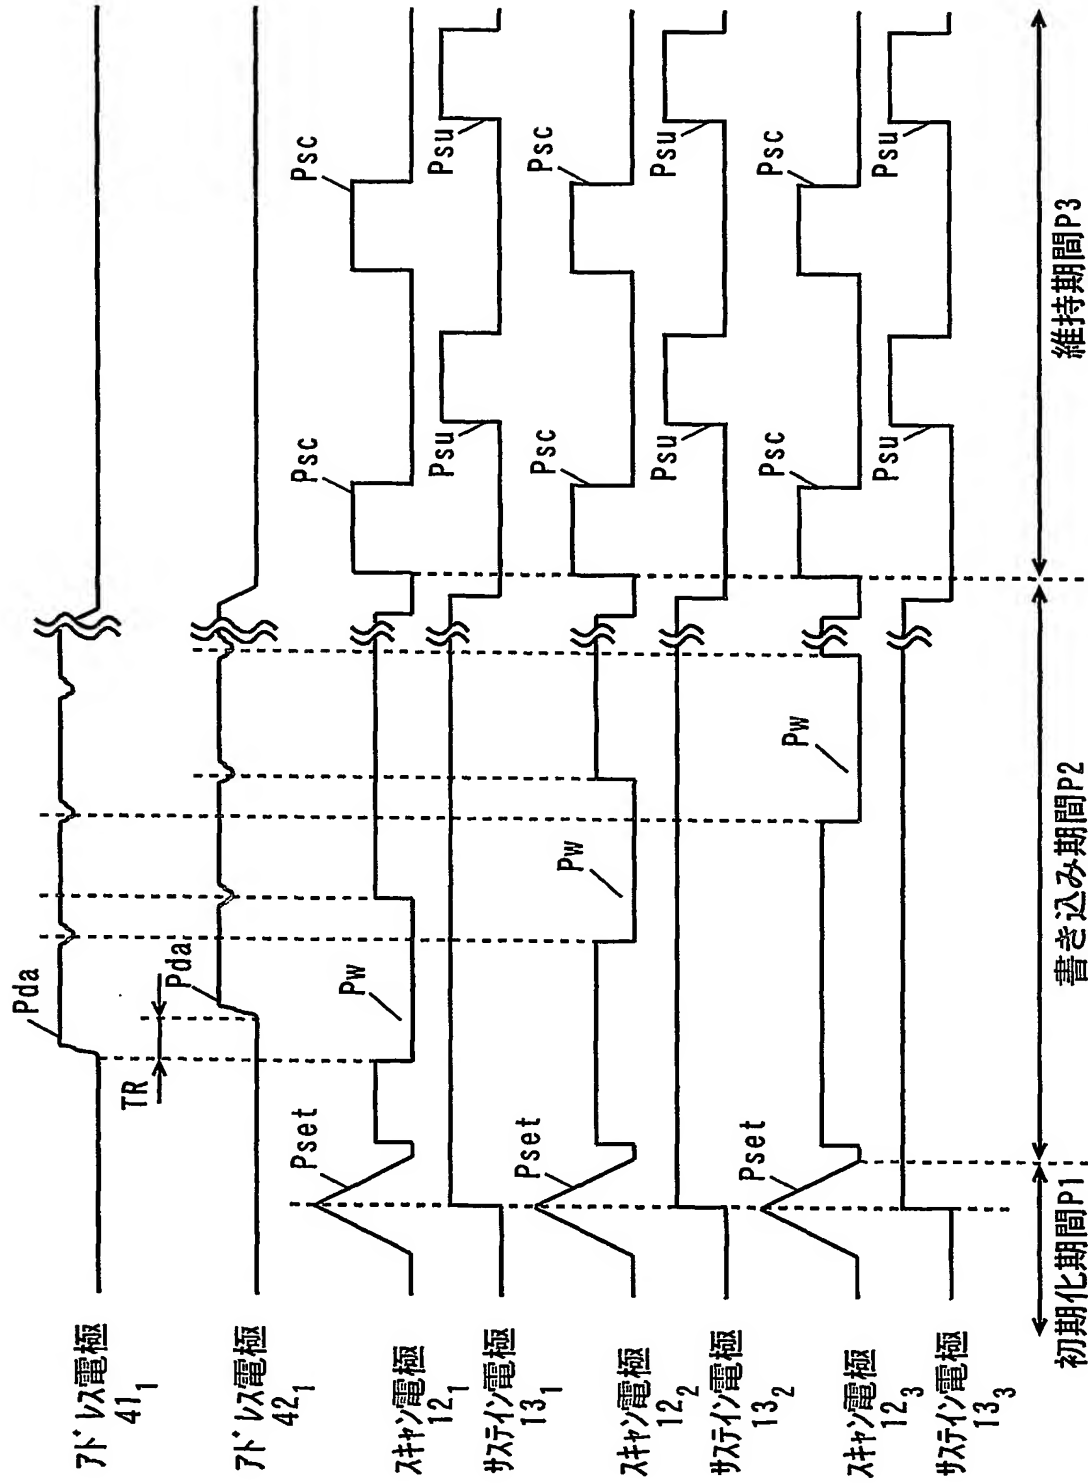 アドレス電極
41₁
アドレス電極
42₁
スキャン電極
12₁
サステイン電極
13₁
スキャン電極
12₂
サステイン電極
13₂
スキャン電極
12₃
サステイン電極
13₃
Pda
TR
Pda
Pset
Pw
Psc
Psc
Psu
Psu
Pset
Pw
Psc
Psc
Psu
Psu
Pset
Pw
Psc
Psc
Psu
Psu
初期化期間P1
書き込み期間P2
維持期間P3